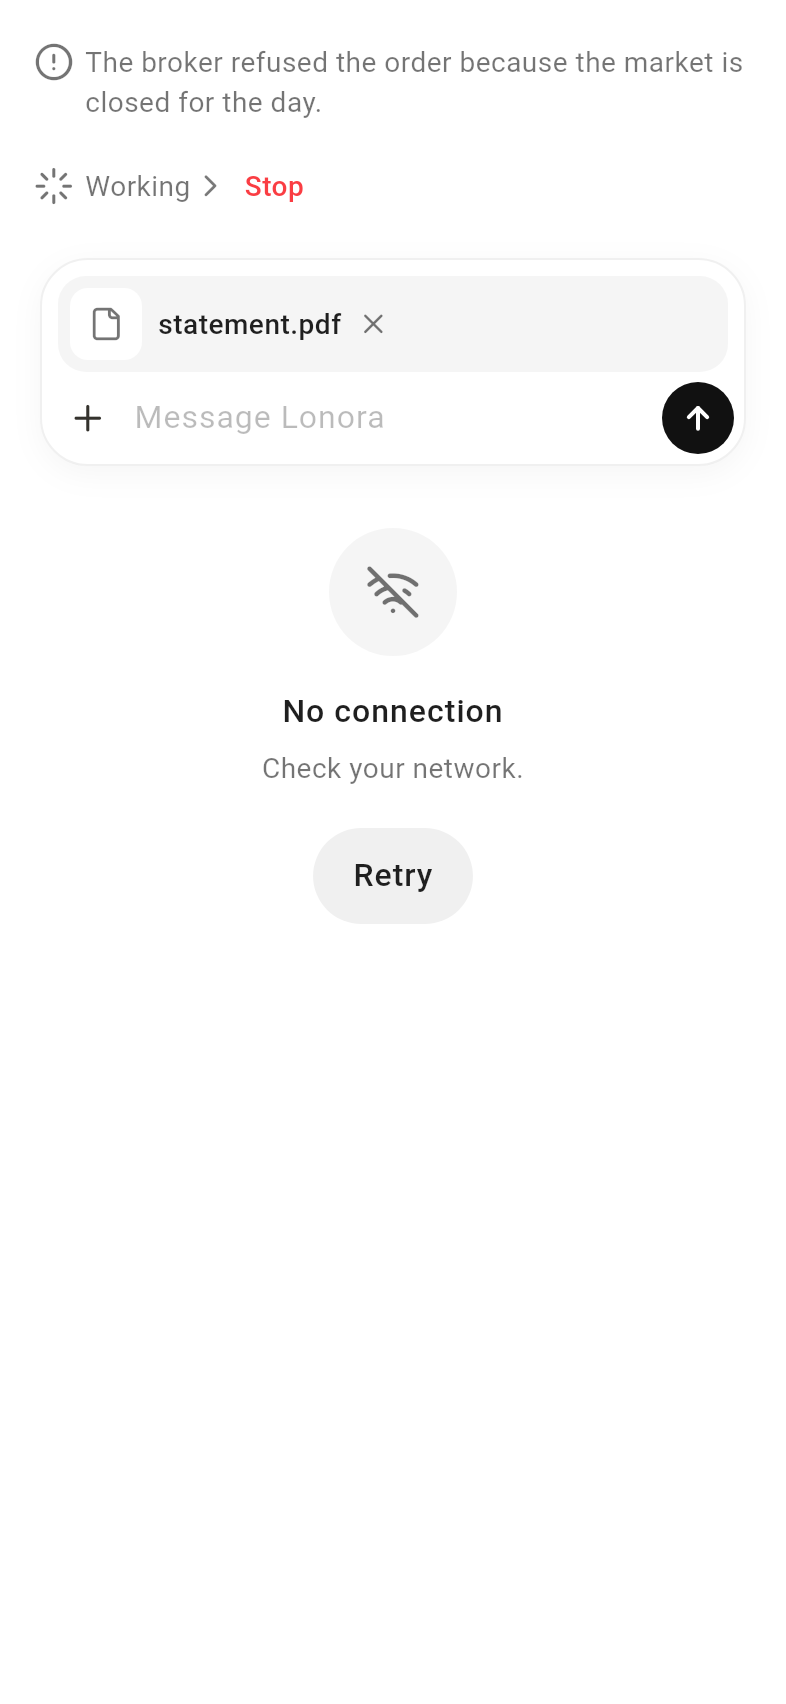 The broker refused the order because the market is
closed for the day.
Working
Stop
statement.pdf
Message Lonora
No connection
Check your network.
Retry